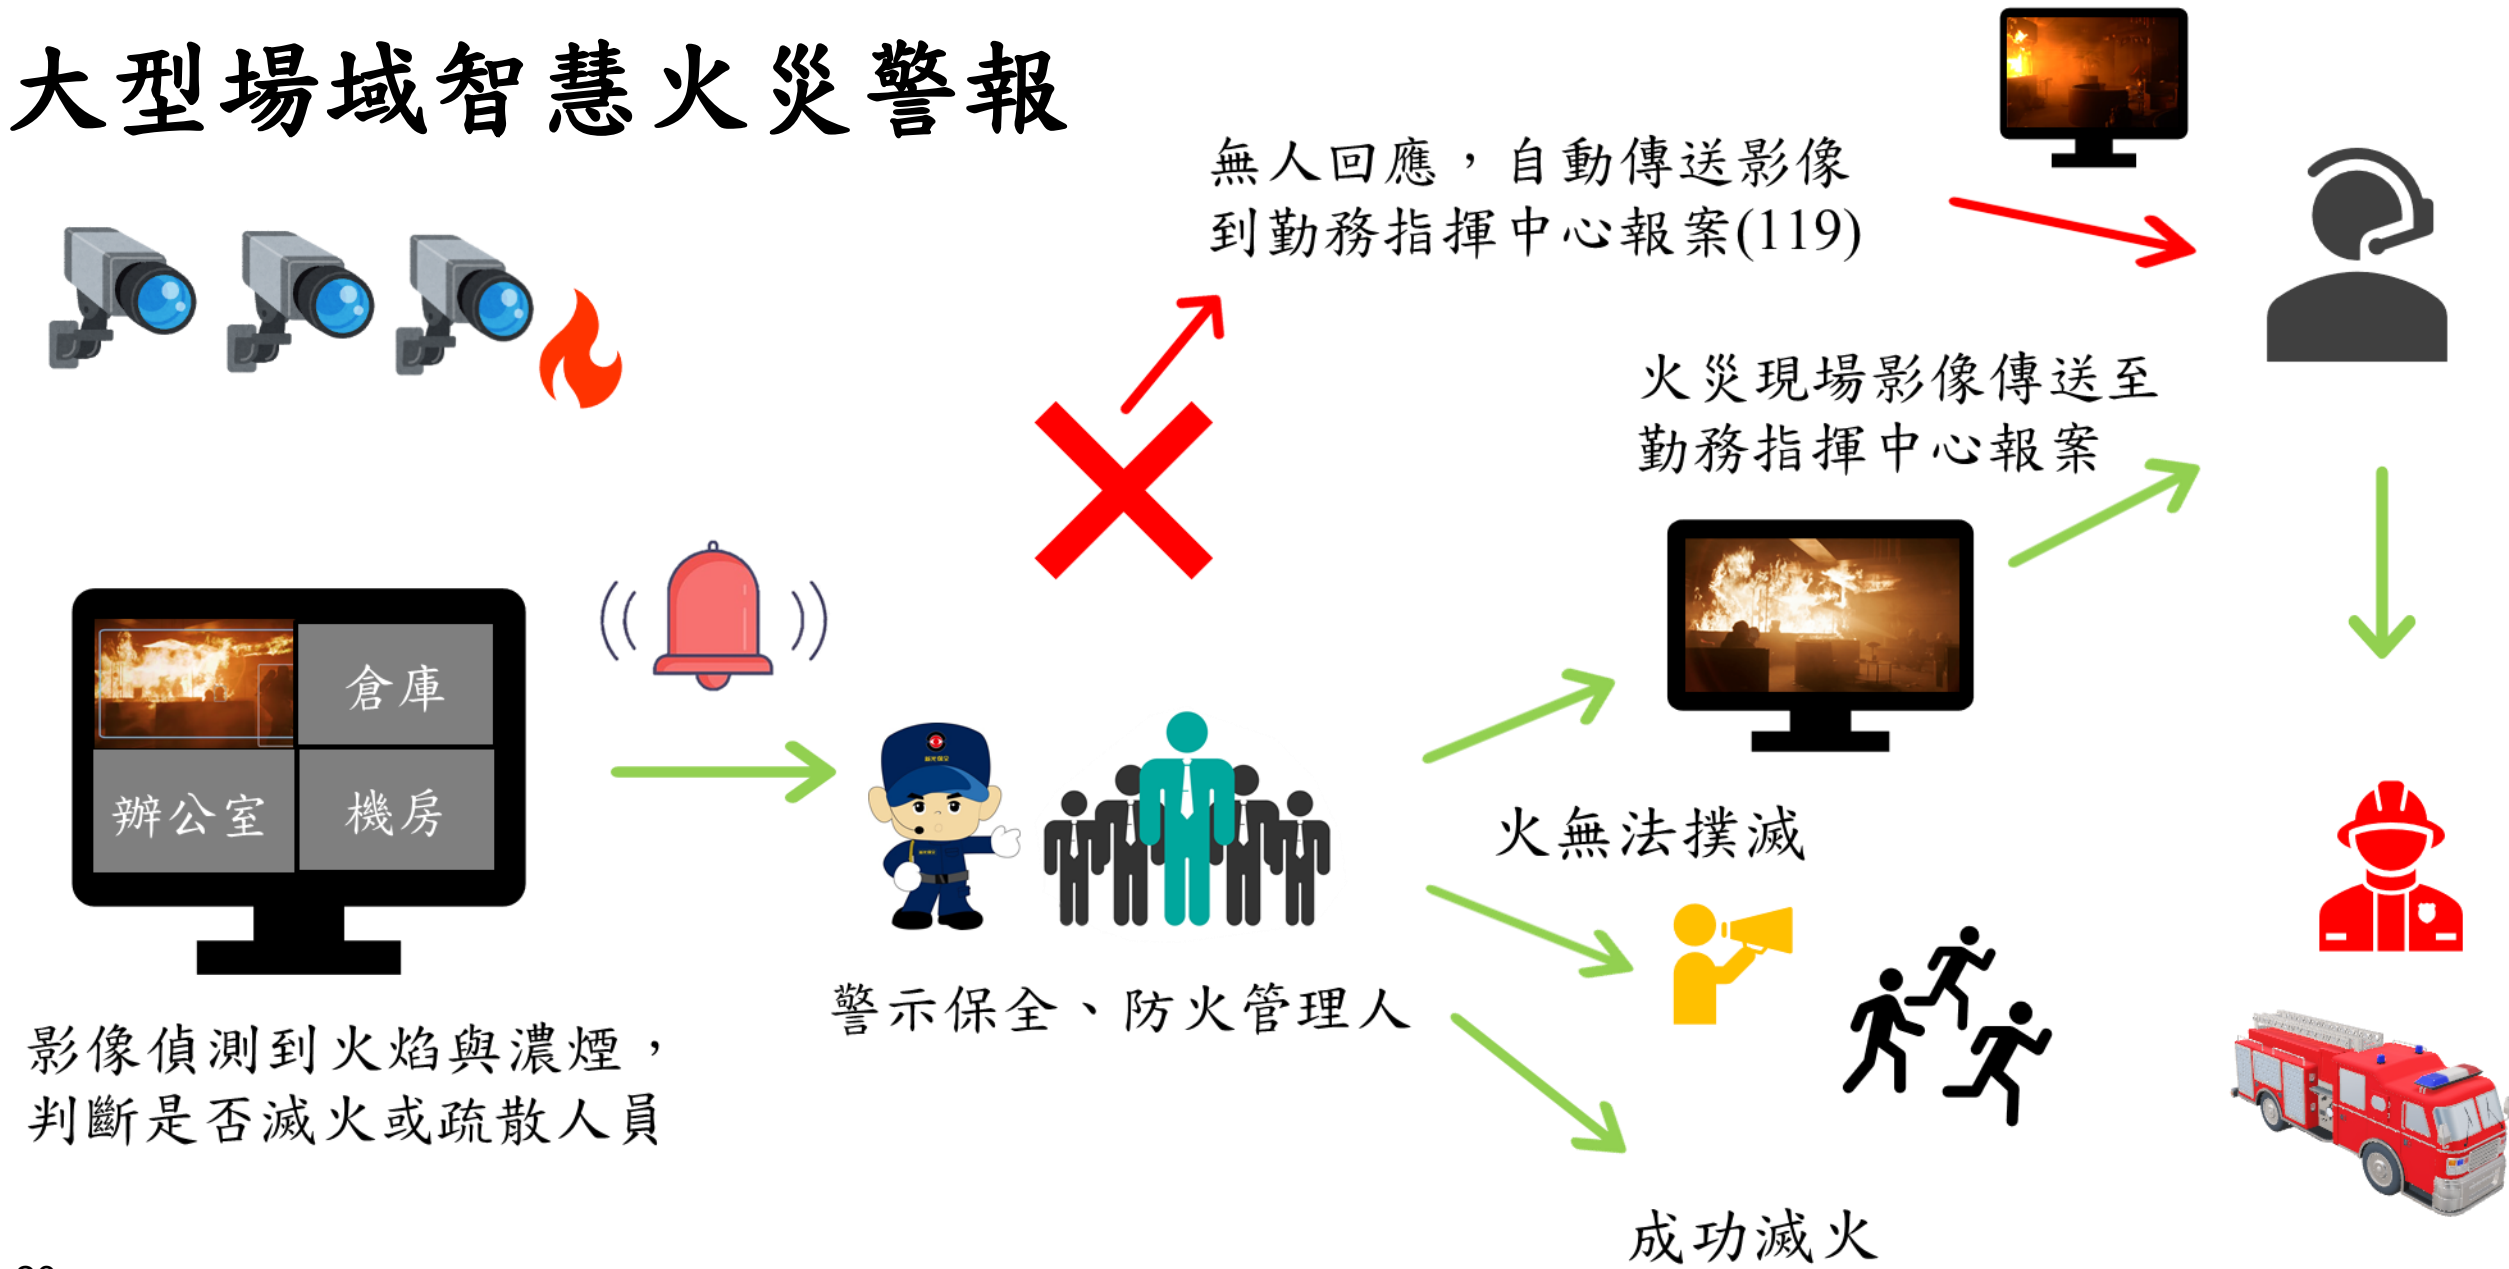 大型場域智慧火災警報
無人回應，自動傳送影像
到勤務指揮中心報案(119)
火災現場影像傳送至
勤務指揮中心報案
倉庫
辦公室
機房
火無法撲滅
警示保全、防火管理人
影像偵測到火焰與濃煙，
判斷是否滅火或疏散人員
成功滅火